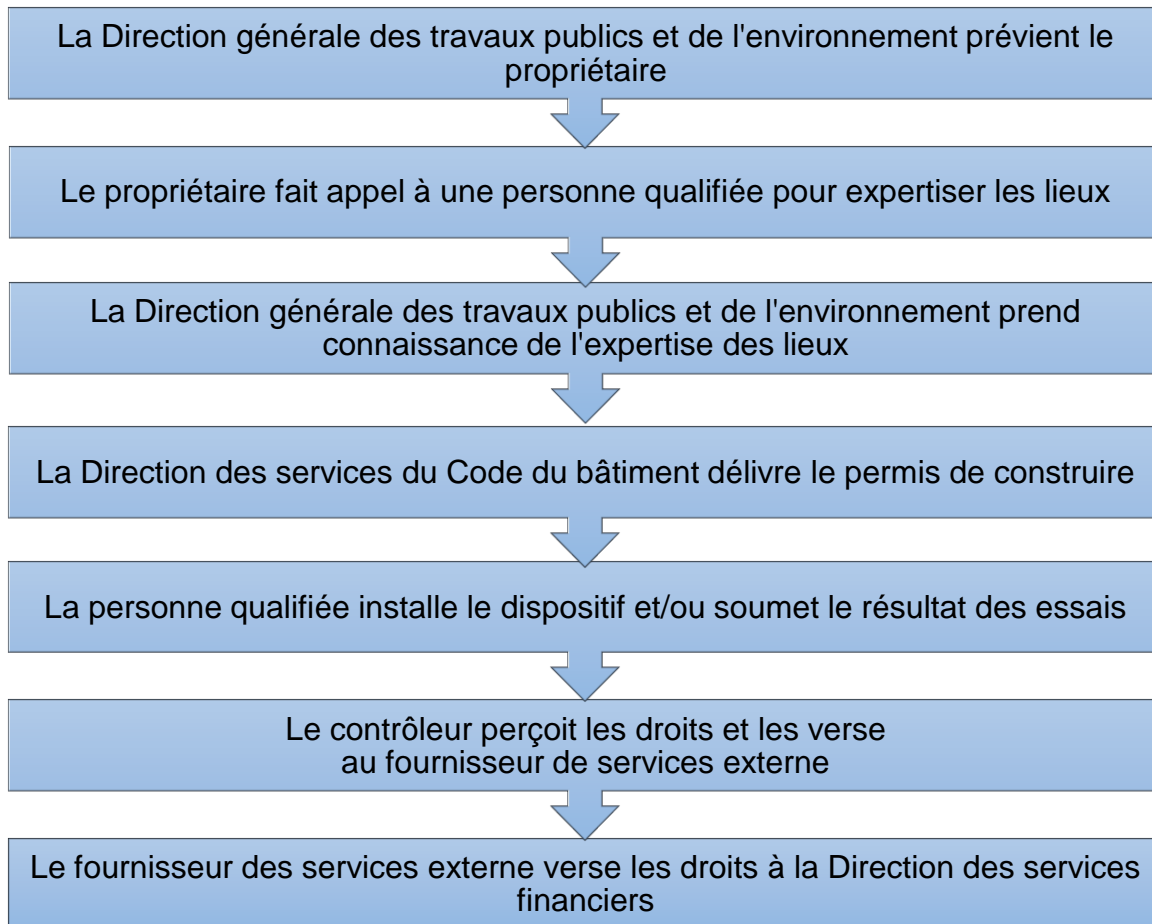 La Direction générale des travaux publics et de l'environnement prévient le
propriétaire
Le propriétaire fait appel à une personne qualifiée pour expertiser les lieux
La Direction générale des travaux publics et de l'environnement prend
connaissance de l'expertise des lieux
La Direction des services du Code du bâtiment délivre le permis de construire
La personne qualifiée installe le dispositif et/ou soumet le résultat des essais
Le contrôleur perçoit les droits et les verse
au fournisseur de services externe
Le fournisseur des services externe verse les droits à la Direction des services
financiers